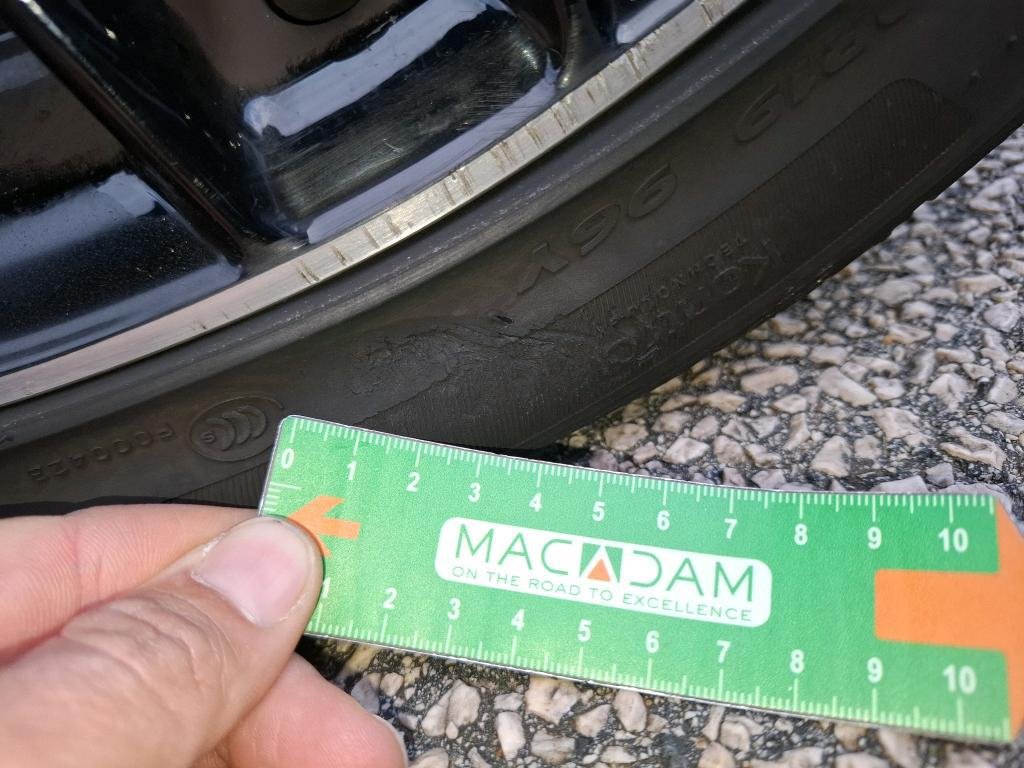 96Y
TECHNOLOGY
0 1 2 3 4 5 6 7 8 9 10
MACADAM
ON THE ROAD TO EXCELLENCE
1 2 3 4 5 6 7 8 9 10